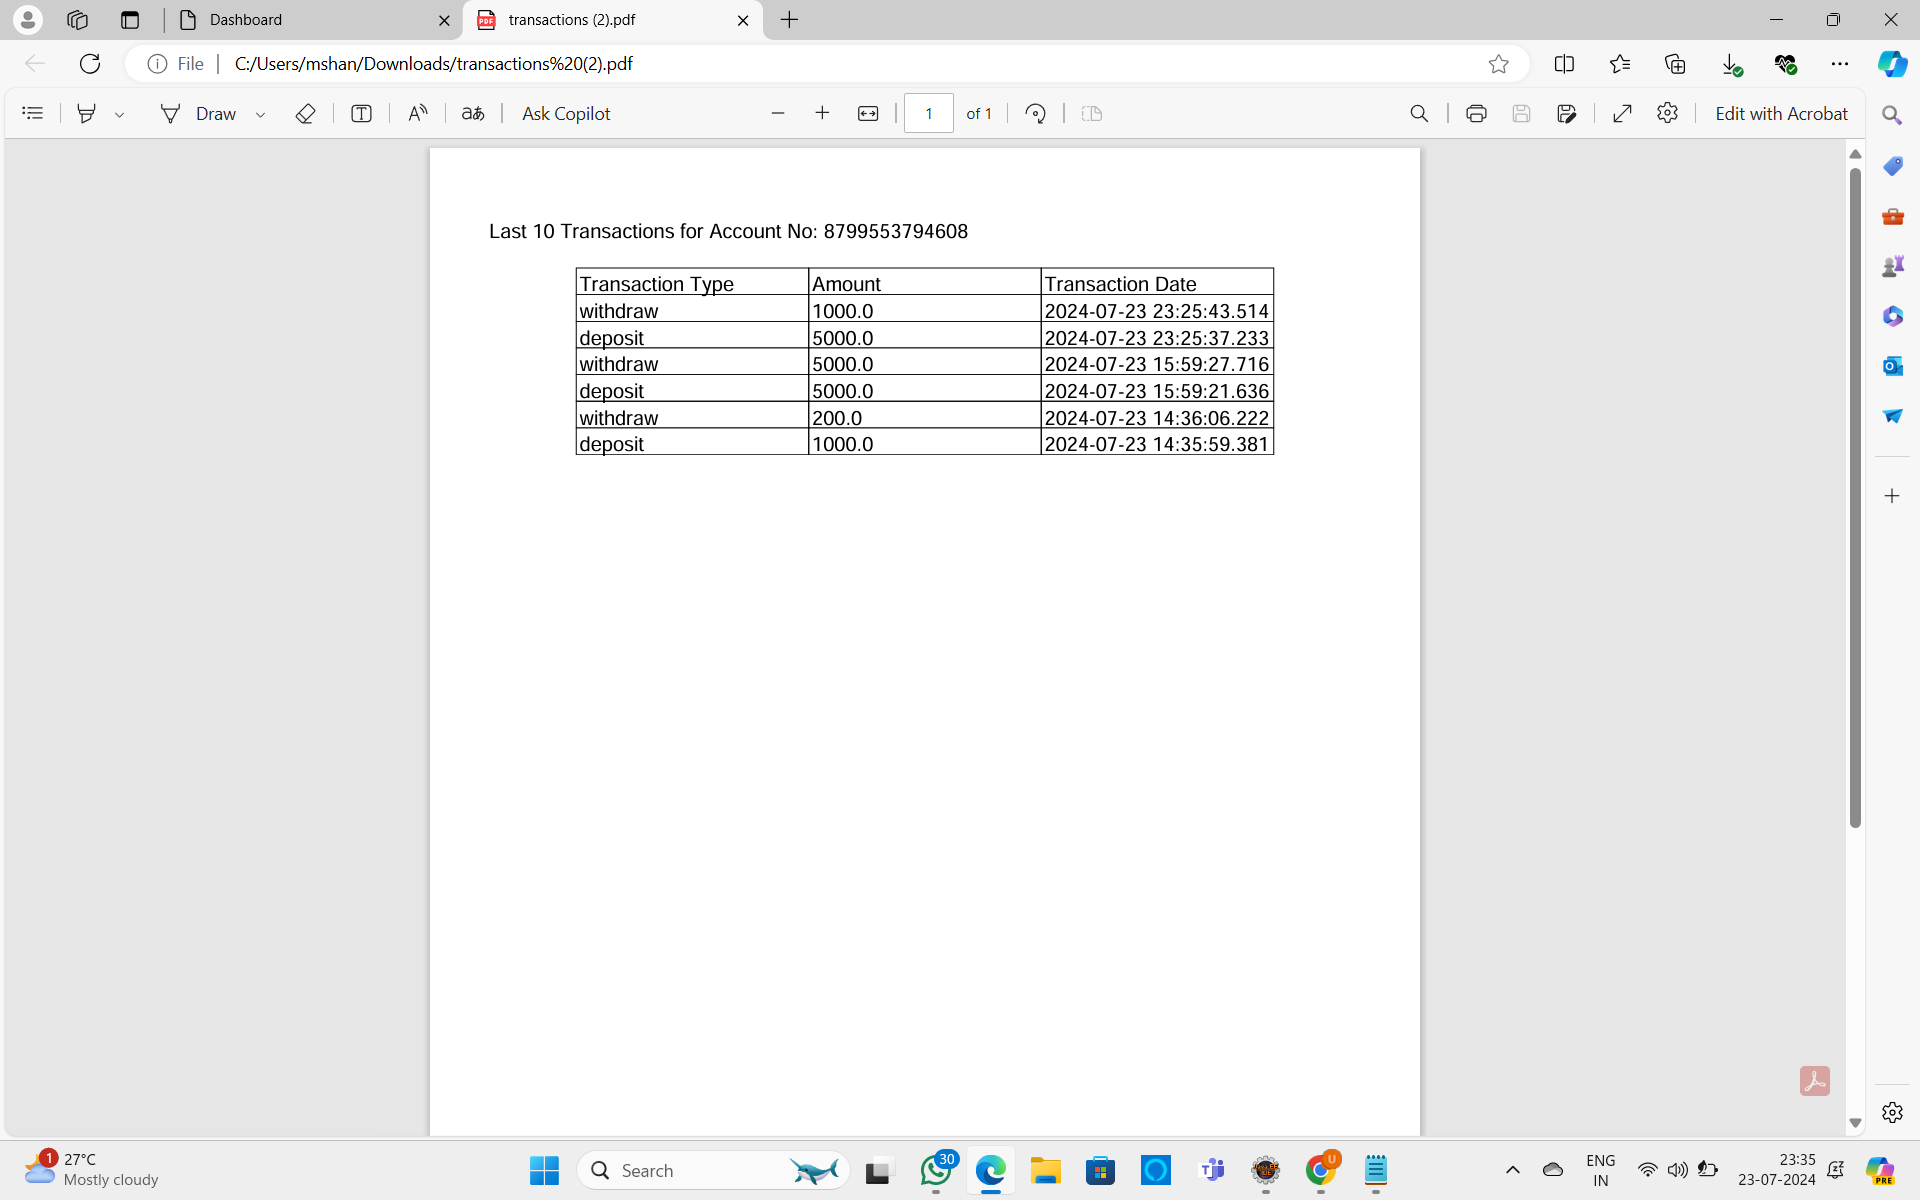 Dashboard
transactions (2).pdf
File
C:/Users/mshan/Downloads/transactions%20(2).pdf
Draw
aあ
Ask Copilot
1
of 1
Edit with Acrobat
Last 10 Transactions for Account No: 8799553794608
Transaction Type Amount Transaction Date
withdraw 1000.0 2024-07-23 23:25:43.514
deposit 5000.0 2024-07-23 23:25:37.233
withdraw 5000.0 2024-07-23 15:59:27.716
deposit 5000.0 2024-07-23 15:59:21.636
withdraw 200.0 2024-07-23 14:36:06.222
deposit 1000.0 2024-07-23 14:35:59.381
1
27°C
Mostly cloudy
Search
30
U
ENG
IN
23:35
23-07-2024
PRE